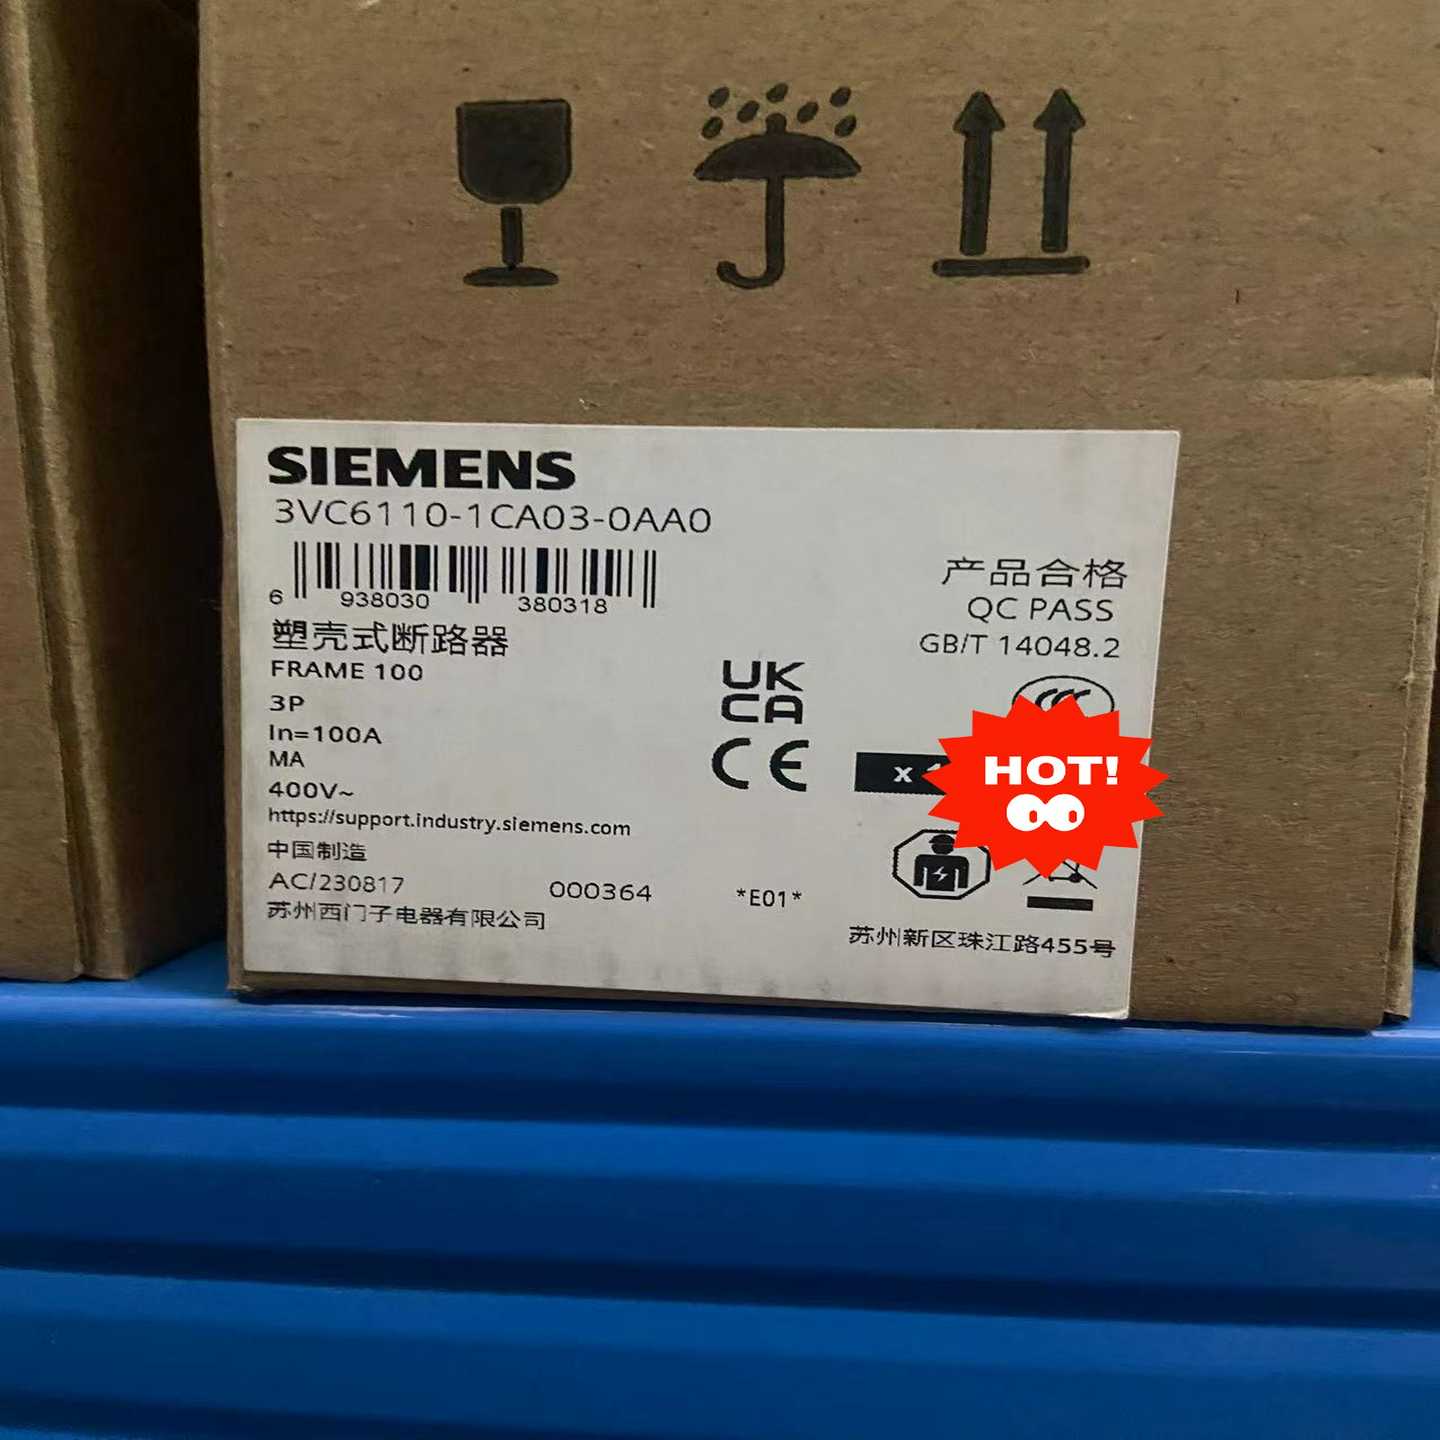 SIEMENS
3VC6110-1CA03-0AA0
6 938030 380318
塑壳式断路器
FRAME 100
3P
In=100A
MA
400V~
https://support.industry.siemens.com
中国制造
AC/230817
000364
*E01*
苏州西门子电器有限公司
产品合格
QC PASS
GB/T 14048.2
UK
CA
CE
x
HOT!
苏州新区珠江路455号